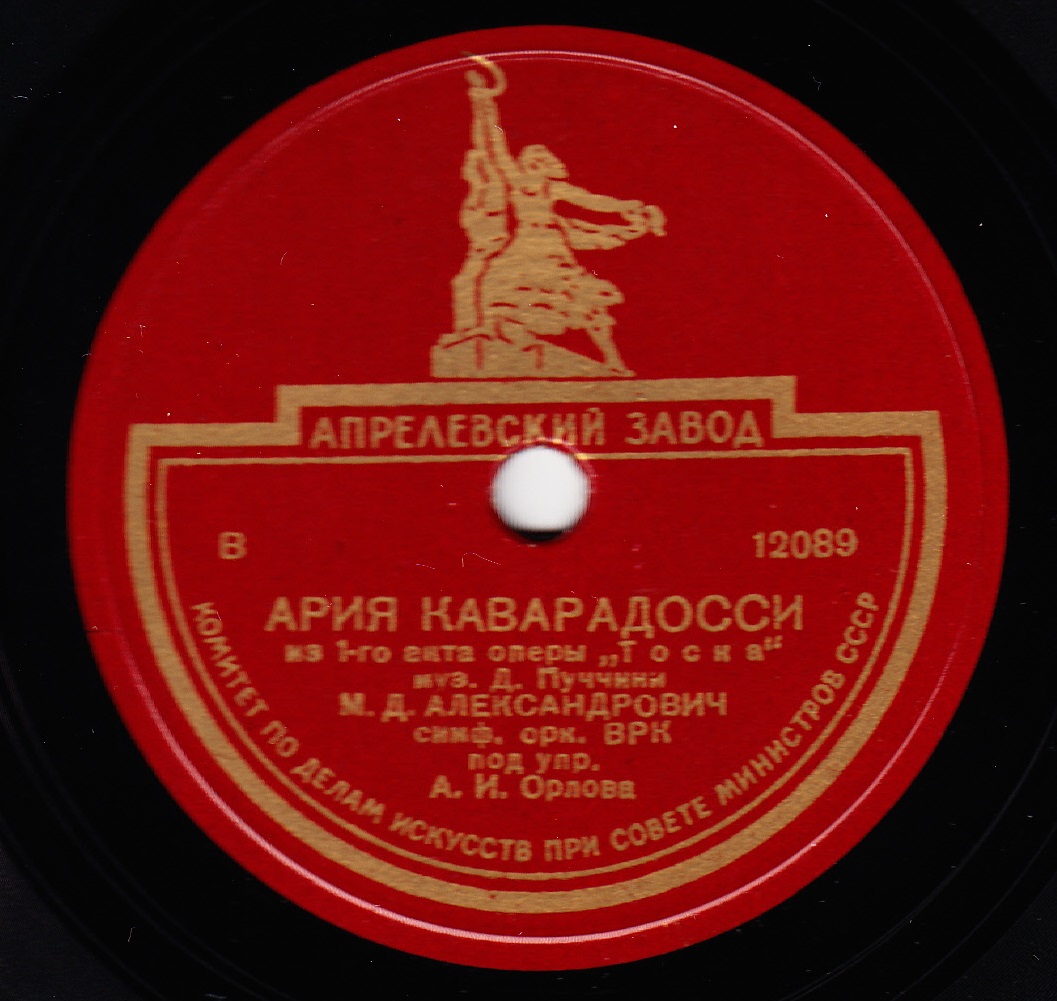 АПРЕЛЕВСКИЙ ЗАВОД
В 12089
АРИЯ КАВАРАДОССИ
из 1-го акта оперы „Тоска“
муз. Д. Пуччини
М. Д. АЛЕКСАНДРОВИЧ
симф. орк. ВРК
под упр.
А. И. Орлова
КОМИТЕТ ПО ДЕЛАМ ИСКУССТВ ПРИ СОВЕТЕ МИНИСТРОВ СССР